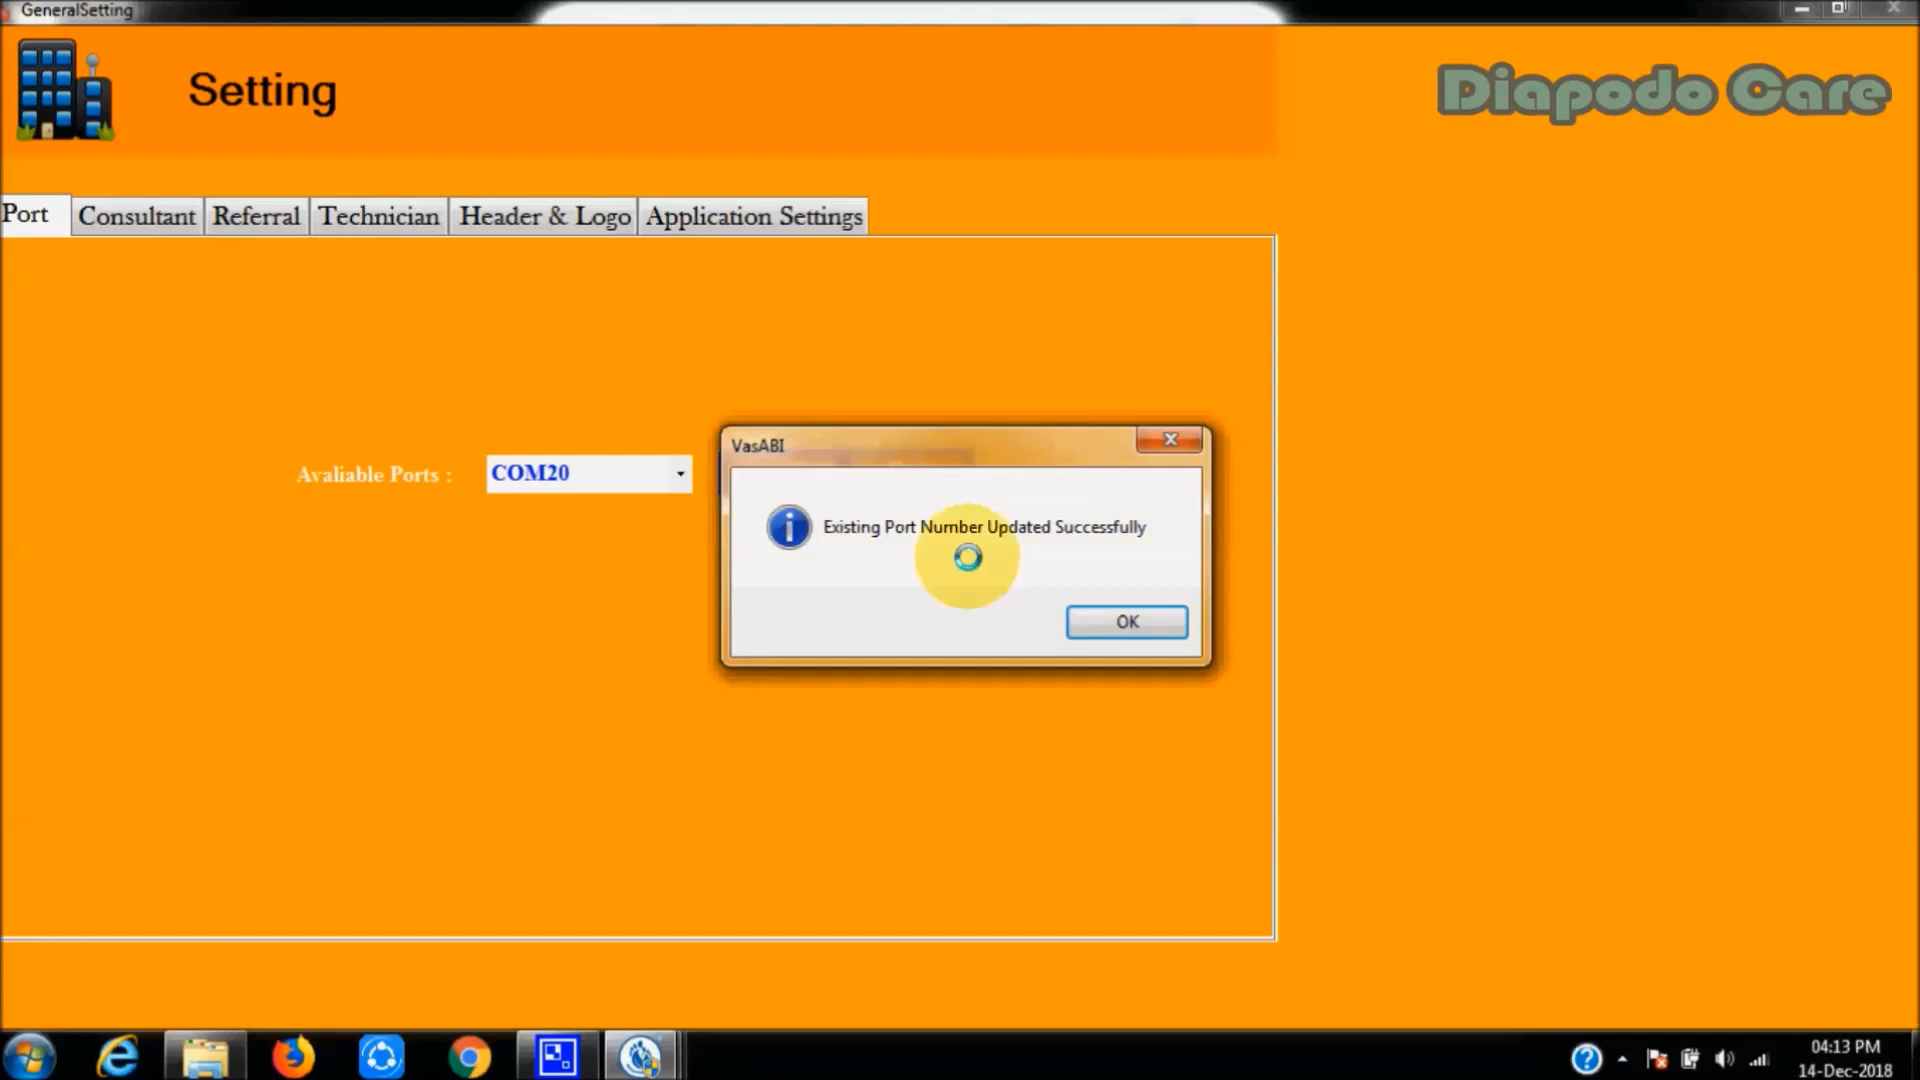 GeneralSetting
Setting
Diapodo Care
Port
Consultant
Referral
Technician
Header & Logo
Application Settings
Avaliable Ports :
COM20
VasABI
Existing Port Number Updated Successfully
OK
04:13 PM
14-Dec-2018